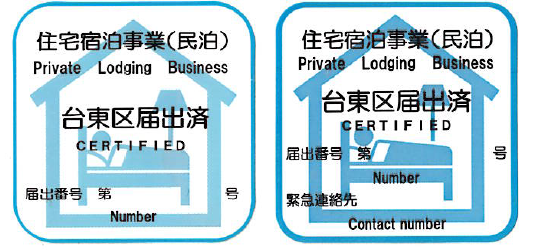 住宅宿泊事業(民泊)
Private Lodging Business
台東区届出済
CERTIFIED
届出番号 第 号
Number
住宅宿泊事業(民泊)
Private Lodging Business
台東区届出済
CERTIFIED
届出番号 第 号
Number
緊急連絡先
Contact number